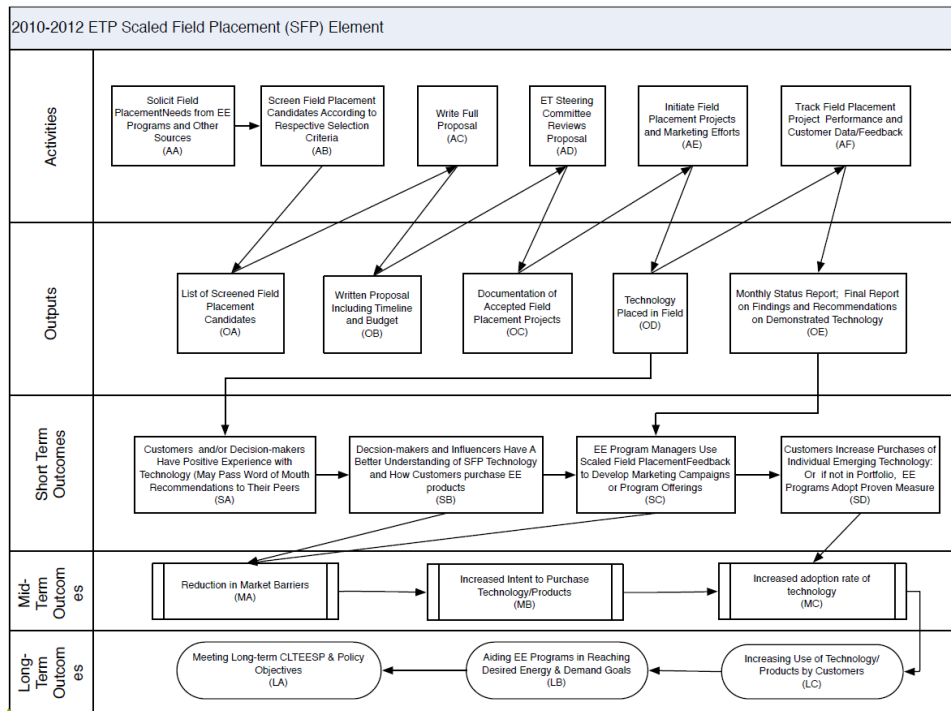 2010-2012 ETP Scaled Field Placement (SFP) Element
Activities
Solicit Field
PlacementNeeds from EE
Programs and Other
Sources
(AA)
Screen Field Placement
Candidates According to
Respective Selection
Criteria
(AB)
Write Full
Proposal
(AC)
ET Steering
Committee
Reviews
Proposal
(AD)
Initiate Field
Placement Projects
and Marketing Efforts
(AE)
Track Field Placement
Project Performance and
Customer Data/Feedback
(AF)
Outputs
List of Screened Field
Placement
Candidates
(OA)
Written Proposal
Including Timeline
and Budget
(OB)
Documentation of
Accepted Field
Placement Projects
(OC)
Technology
Placed in Field
(OD)
Monthly Status Report; Final Report
on Findings and Recommendations
on Demonstrated Technology
(OE)
Short Term
Outcomes
Customers and/or Decision-makers
Have Positive Experience with
Technology (May Pass Word of Mouth
Recommendations to Their Peers
(SA)
Decsion-makers and Influencers Have A
Better Understanding of SFP Technology
and How Customers purchase EE
products
(SB)
EE Program Managers Use
Scaled Field PlacementFeedback
to Develop Marketing Campaigns
or Program Offerings
(SC)
Customers Increase Purchases of
Individual Emerging Technology:
Or if not in Portfolio, EE
Programs Adopt Proven Measure
(SD)
Mid-
Term
Outcom
es
Reduction in Market Barriers
(MA)
Increased Intent to Purchase
Technology/Products
(MB)
Increased adoption rate of
technology
(MC)
Long-
Term
Outcom
es
Meeting Long-term CLTEESP & Policy
Objectives
(LA)
Aiding EE Programs in Reaching
Desired Energy & Demand Goals
(LB)
Increasing Use of Technology/
Products by Customers
(LC)